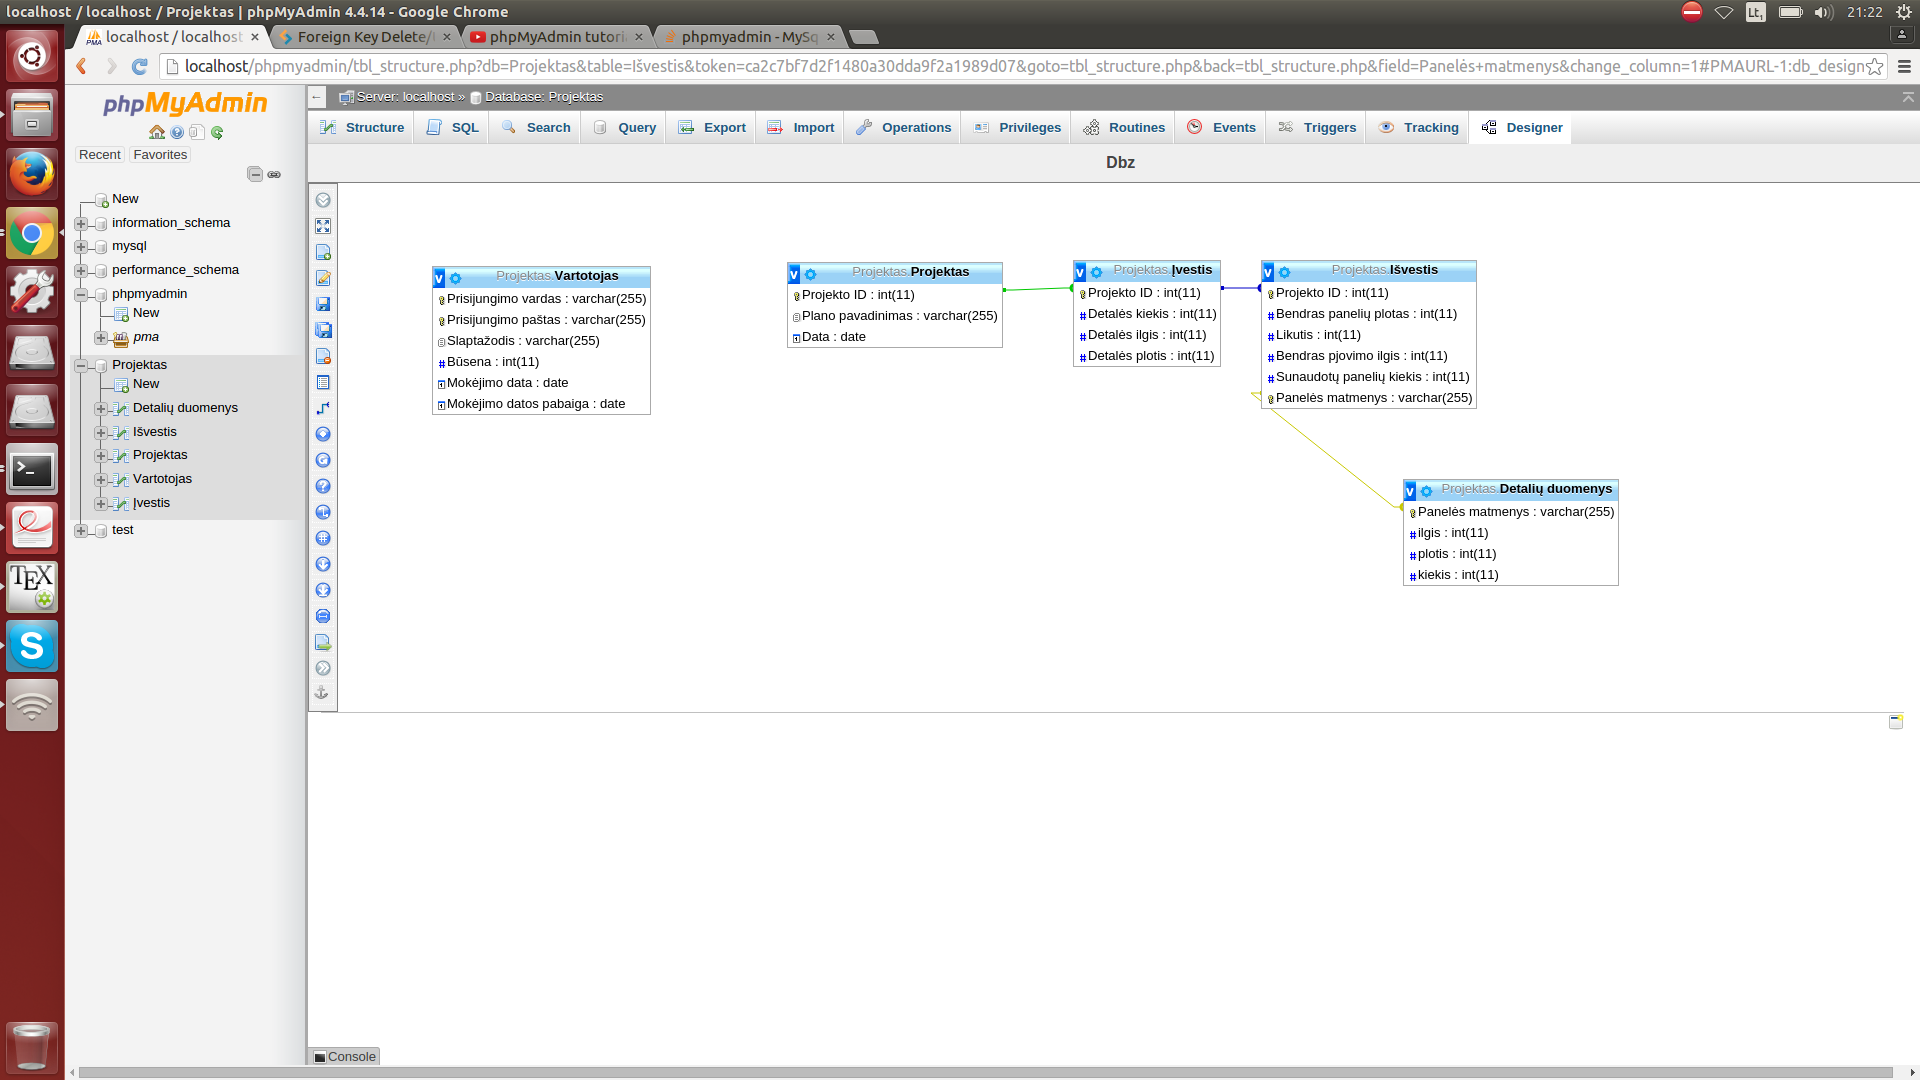 localhost / localhost / Projektas | phpMyAdmin 4.4.14 - Google Chrome
Lt1
21:22
localhost / localhost
Foreign Key Delete/
phpMyAdmin tutori
phpmyadmin - MySq
localhost/phpmyadmin/tbl_structure.php?db=Projektas&table=Išvestis&token=ca2c7bf7d2f1480a30dda9f2a1989d07&goto=tbl_structure.php&back=tbl_structure.php&field=Panelės+matmenys&change_column=1#PMAURL-1:db_design
phpMyAdmin
Recent
Favorites
New
information_schema
mysql
performance_schema
phpmyadmin
New
pma
Projektas
New
Detalių duomenys
Išvestis
Projektas
Vartotojas
Įvestis
test
Server: localhost » Database: Projektas
Structure
SQL
Search
Query
Export
Import
Operations
Privileges
Routines
Events
Triggers
Tracking
Designer
Dbz
v Projektas.Vartotojas
Prisijungimo vardas : varchar(255)
Prisijungimo paštas : varchar(255)
Slaptažodis : varchar(255)
Būsena : int(11)
Mokėjimo data : date
Mokėjimo datos pabaiga : date
v Projektas.Projektas
Projekto ID : int(11)
Plano pavadinimas : varchar(255)
Data : date
v Projektas.Įvestis
Projekto ID : int(11)
Detalės kiekis : int(11)
Detalės ilgis : int(11)
Detalės plotis : int(11)
v Projektas.Išvestis
Projekto ID : int(11)
Bendras panelių plotas : int(11)
Likutis : int(11)
Bendras pjovimo ilgis : int(11)
Sunaudotų panelių kiekis : int(11)
Panelės matmenys : varchar(255)
v Projektas.Detalių duomenys
Panelės matmenys : varchar(255)
ilgis : int(11)
plotis : int(11)
kiekis : int(11)
TEX
S
Console